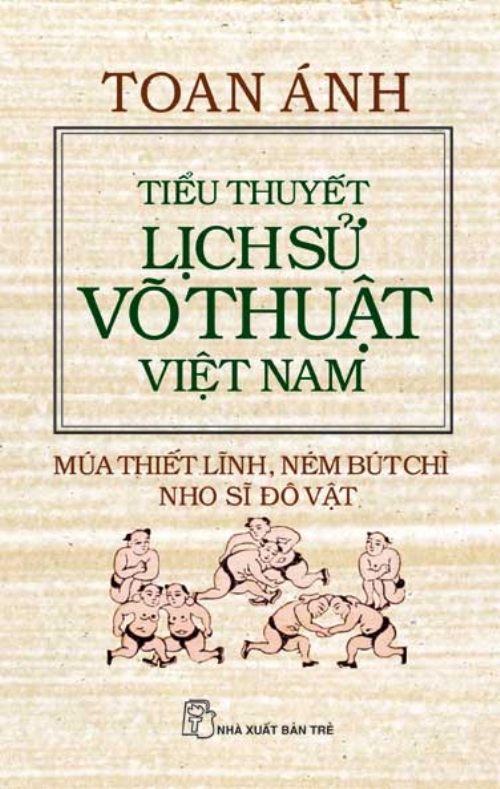 TOAN ÁNH
TIỂU THUYẾT
LỊCH SỬ
VÕ THUẬT
VIỆT NAM
MÚA THIẾT LĨNH, NÉM BÚT CHÌ
NHO SĨ ĐÔ VẬT
NHÀ XUẤT BẢN TRẺ